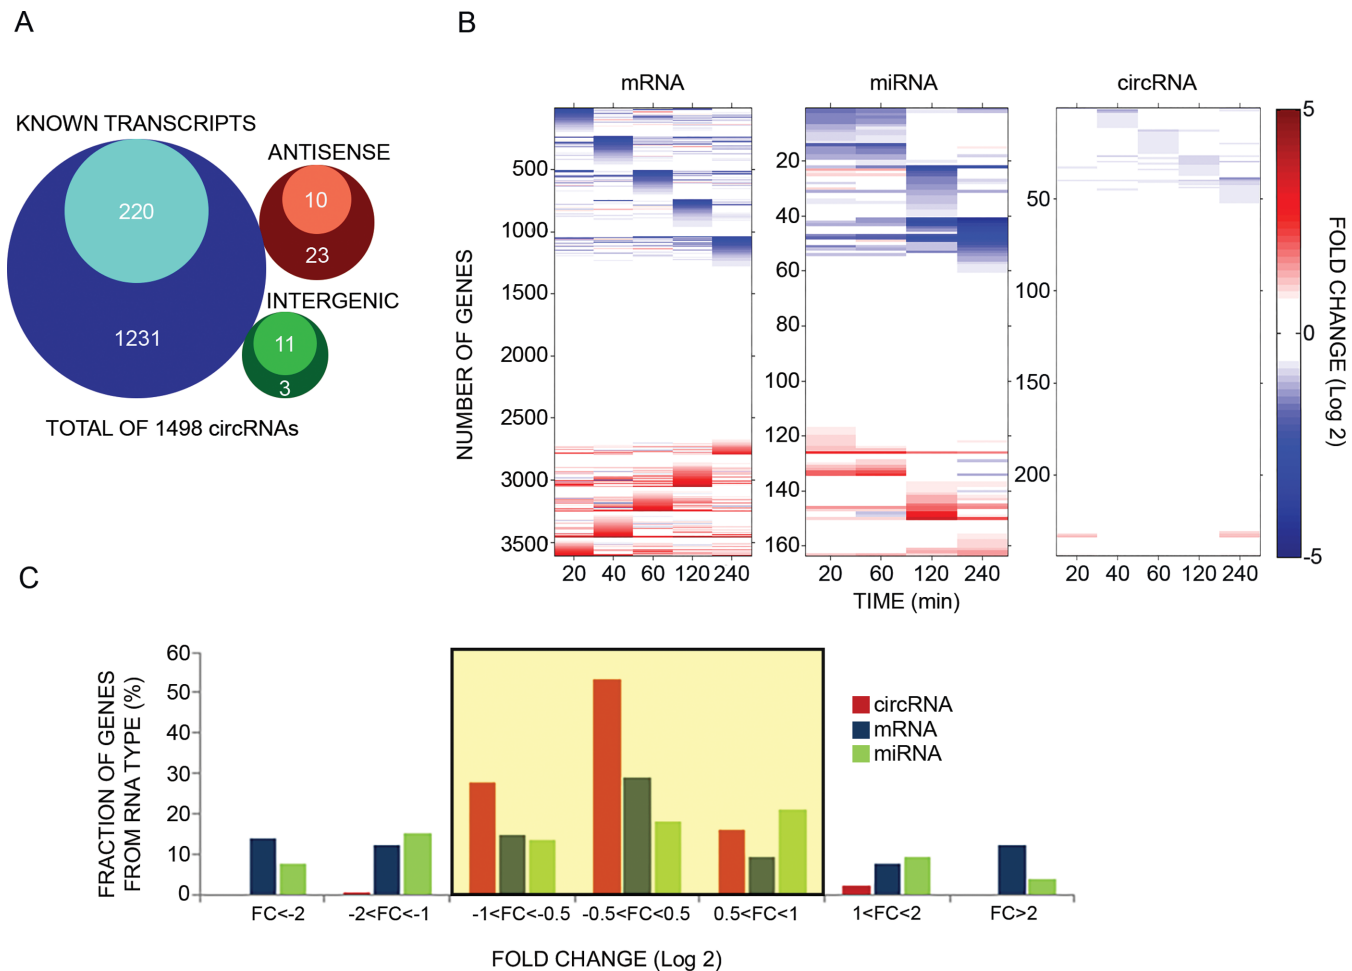 A
B
KNOWN TRANSCRIPTS
220
1231
ANTISENSE
10
23
INTERGENIC
11
3
TOTAL OF 1498 circRNAs
mRNA
miRNA
circRNA
NUMBER OF GENES
500
1000
1500
2000
2500
3000
3500
20
40
60
80
100
120
140
160
50
100
150
200
20 40 60 120 240
20 60 120 240
20 40 60 120 240
TIME (min)
5
0
-5
FOLD CHANGE (Log 2)
C
FRACTION OF GENES
FROM RNA TYPE (%)
60
50
40
30
20
10
0
FC<-2
-2<FC<-1
-1<FC<-0.5
-0.5<FC<0.5
0.5<FC<1
1<FC<2
FC>2
FOLD CHANGE (Log 2)
circRNA
mRNA
miRNA